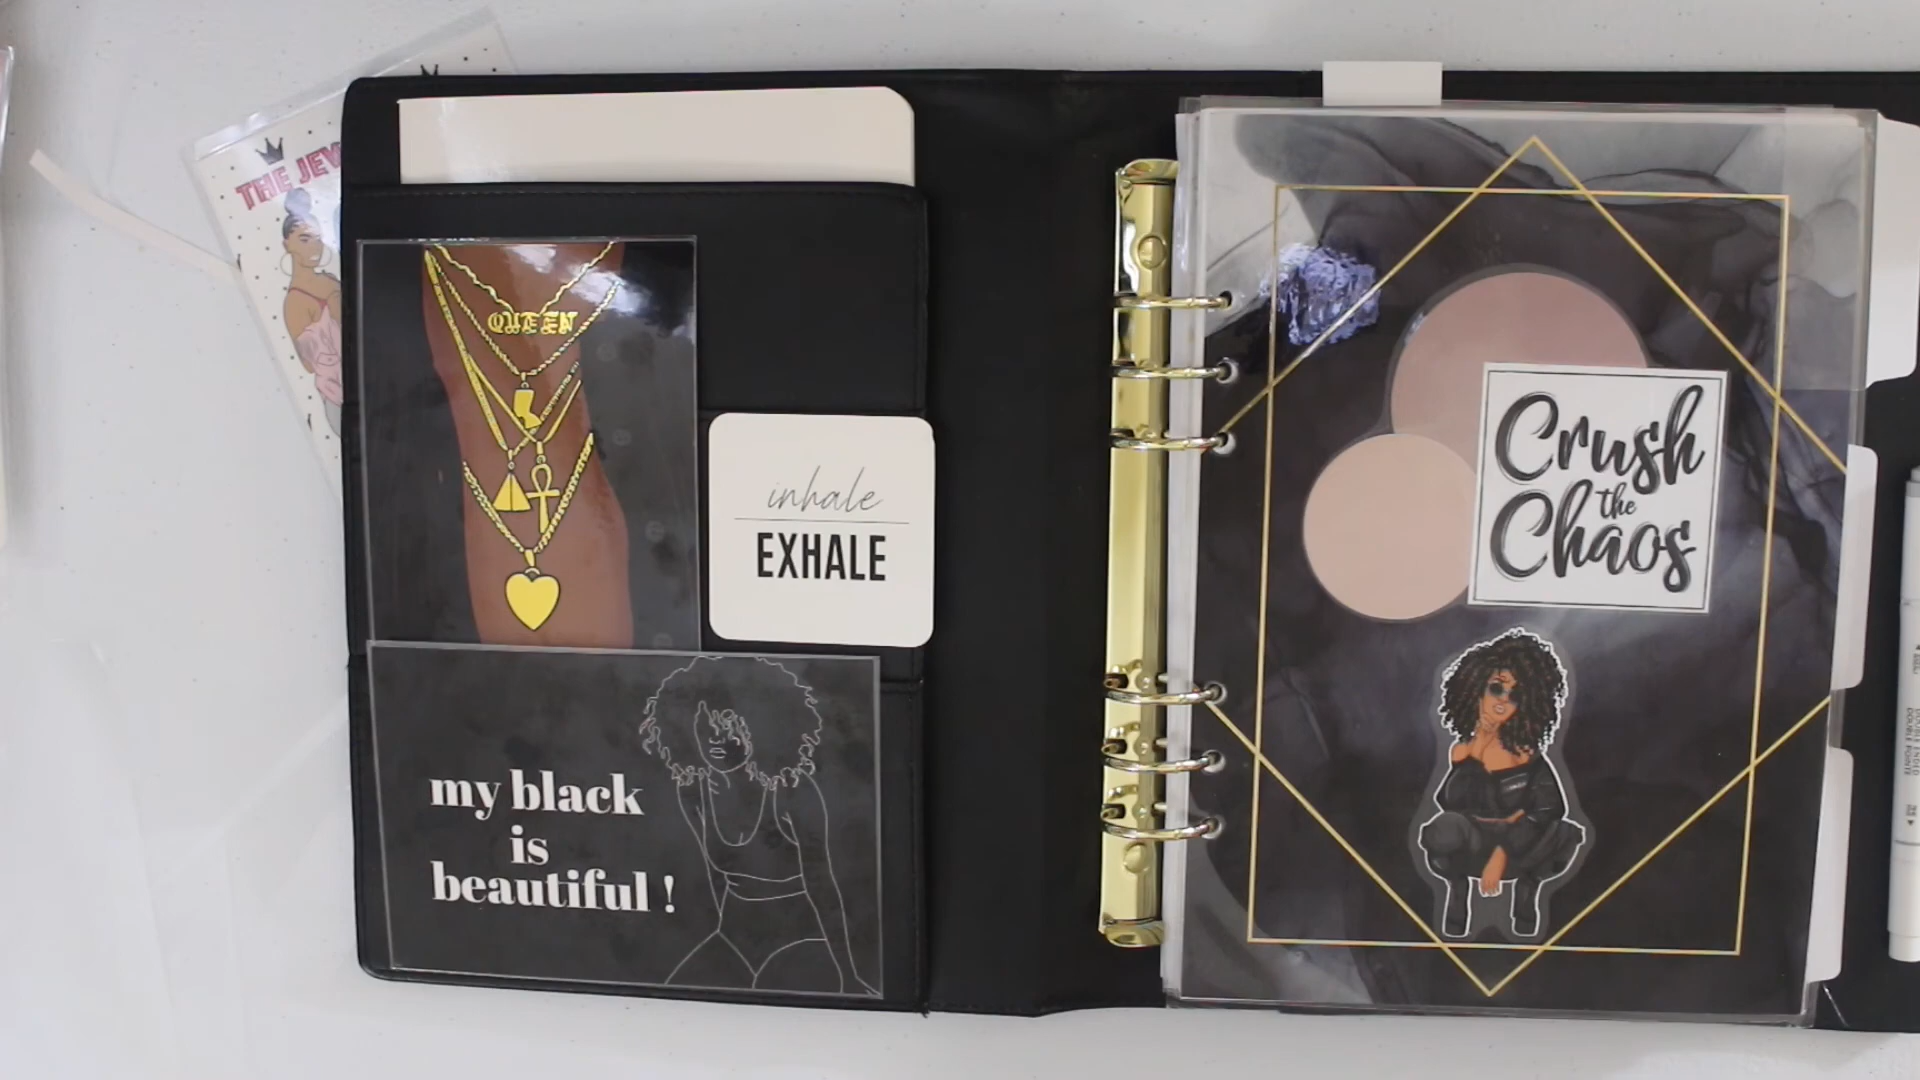 THE JEW
QUEEN
inhale
EXHALE
my black
is
beautiful !
Crush
the
Chaos